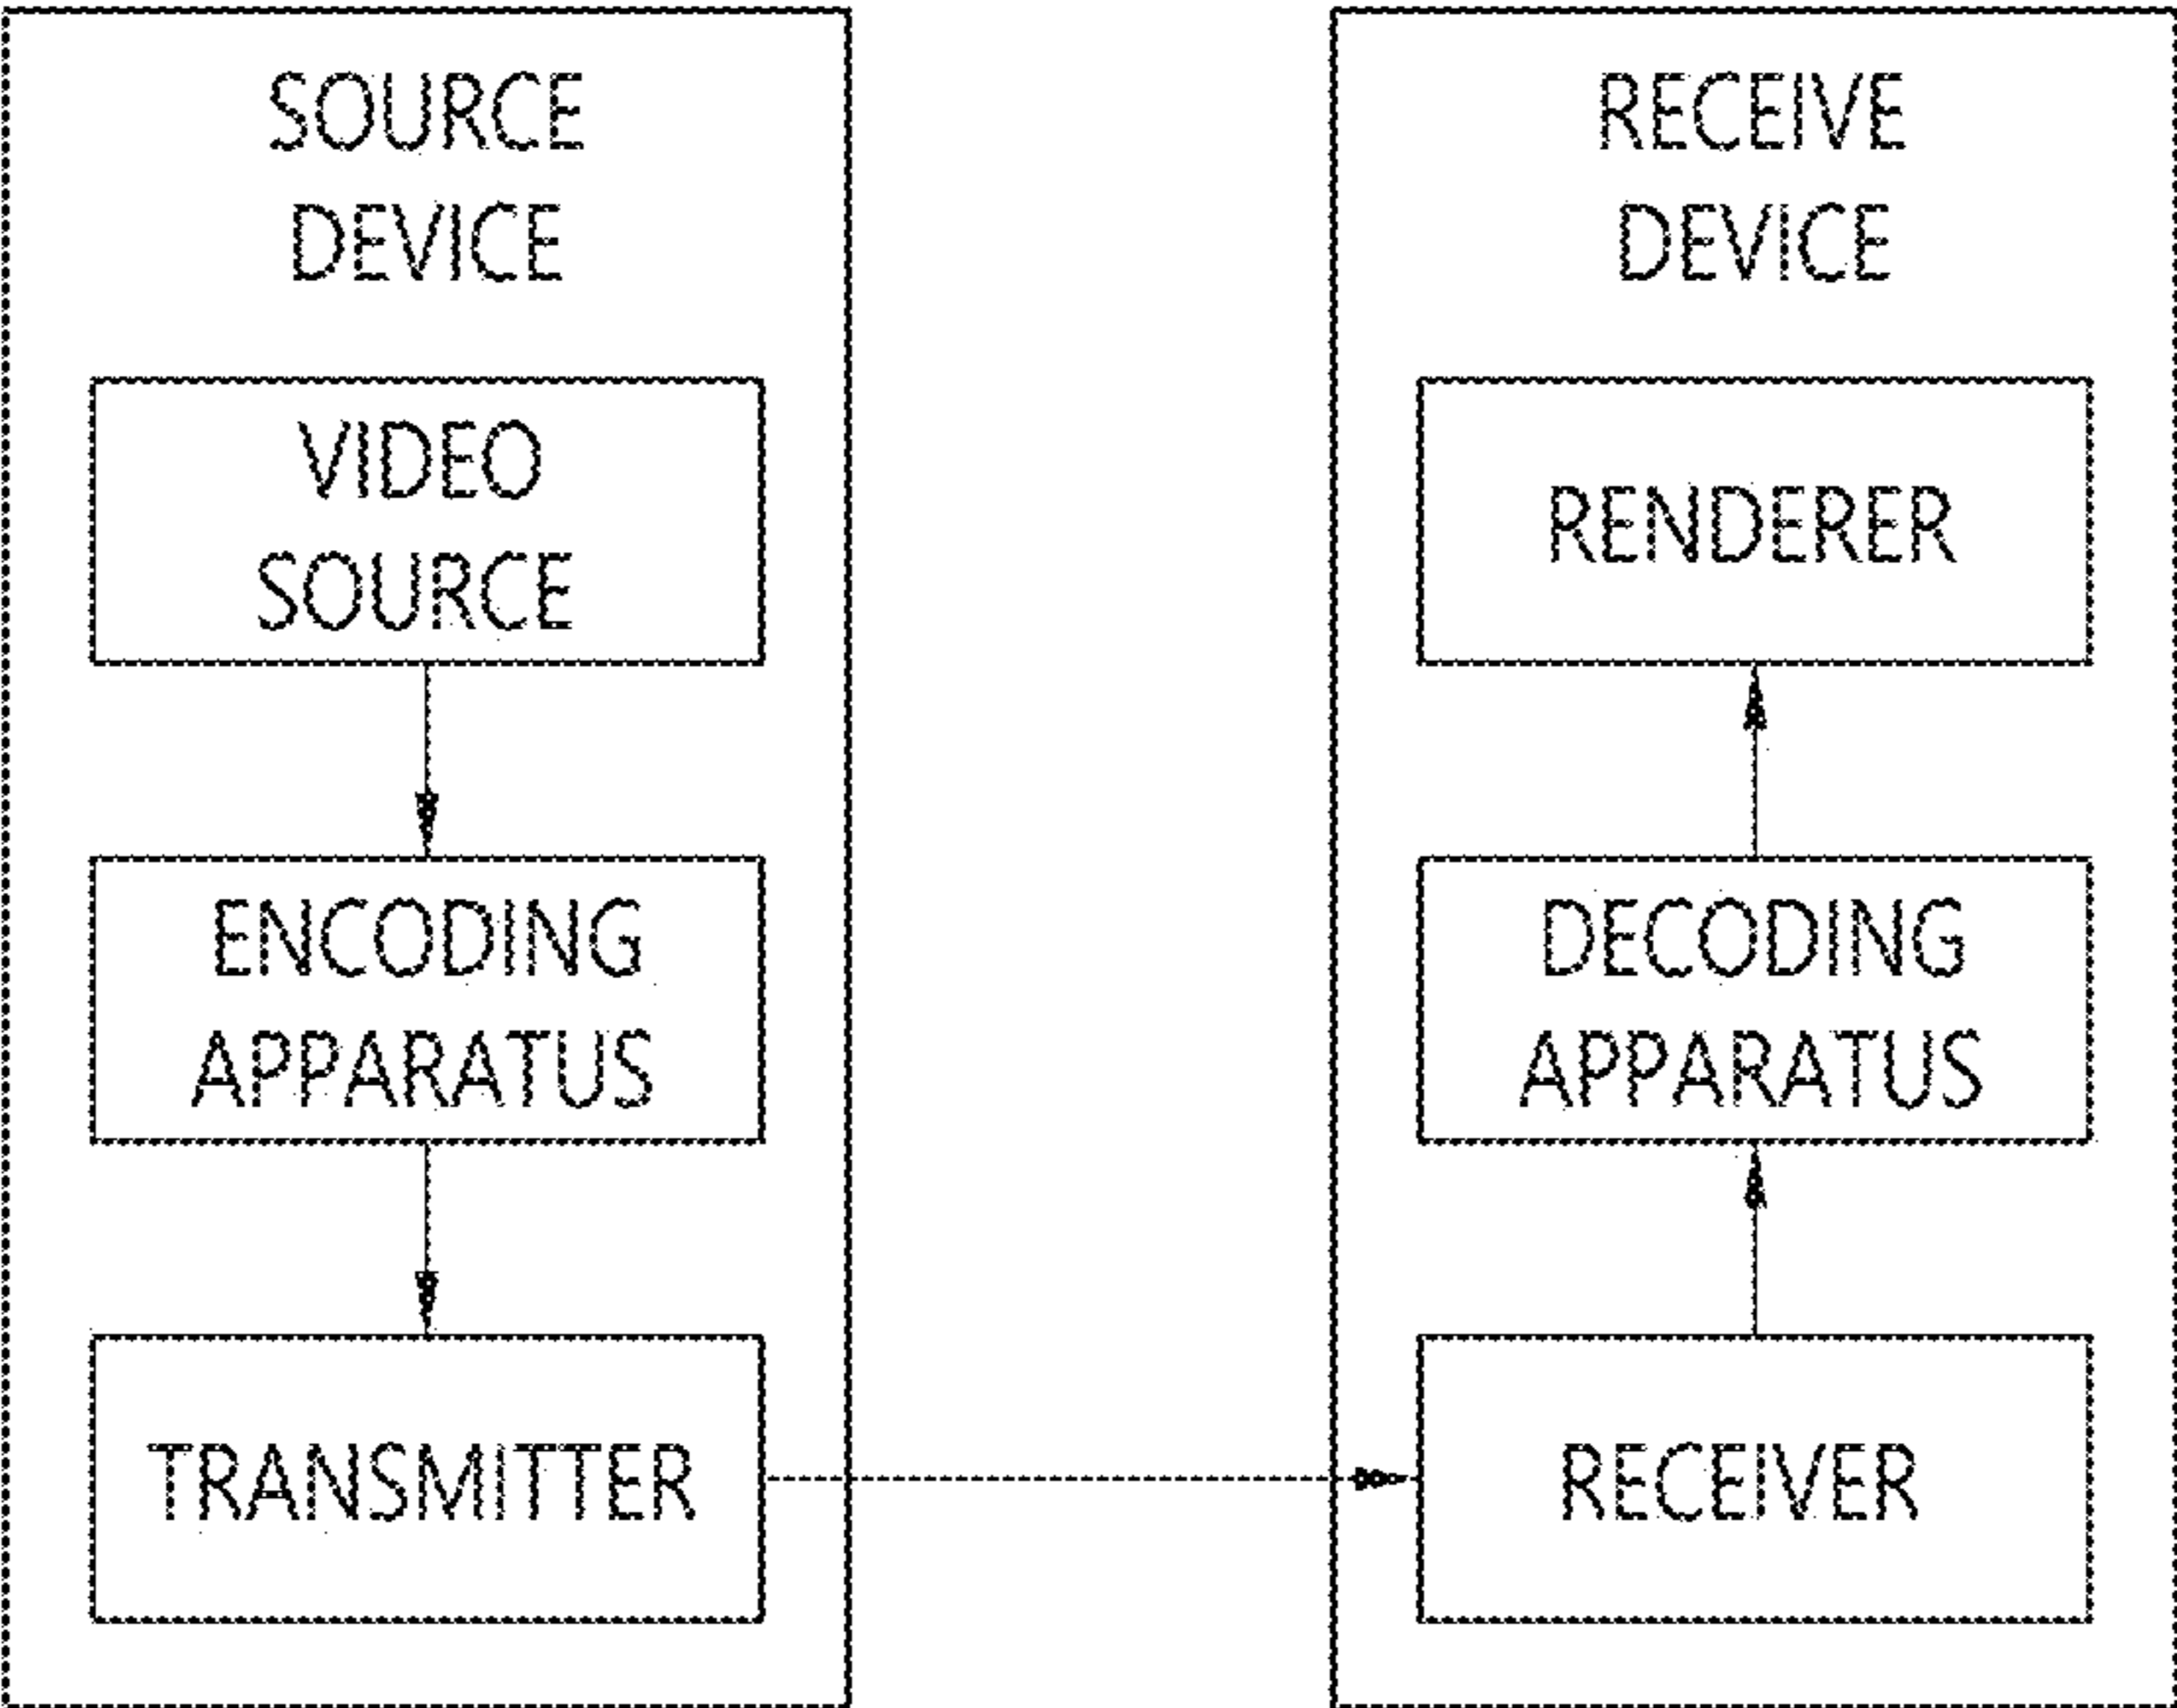 SOURCE
DEVICE
VIDEO
SOURCE
ENCODING
APPARATUS
TRANSMITTER
RECEIVE
DEVICE
RENDERER
DECODING
APPARATUS
RECEIVER